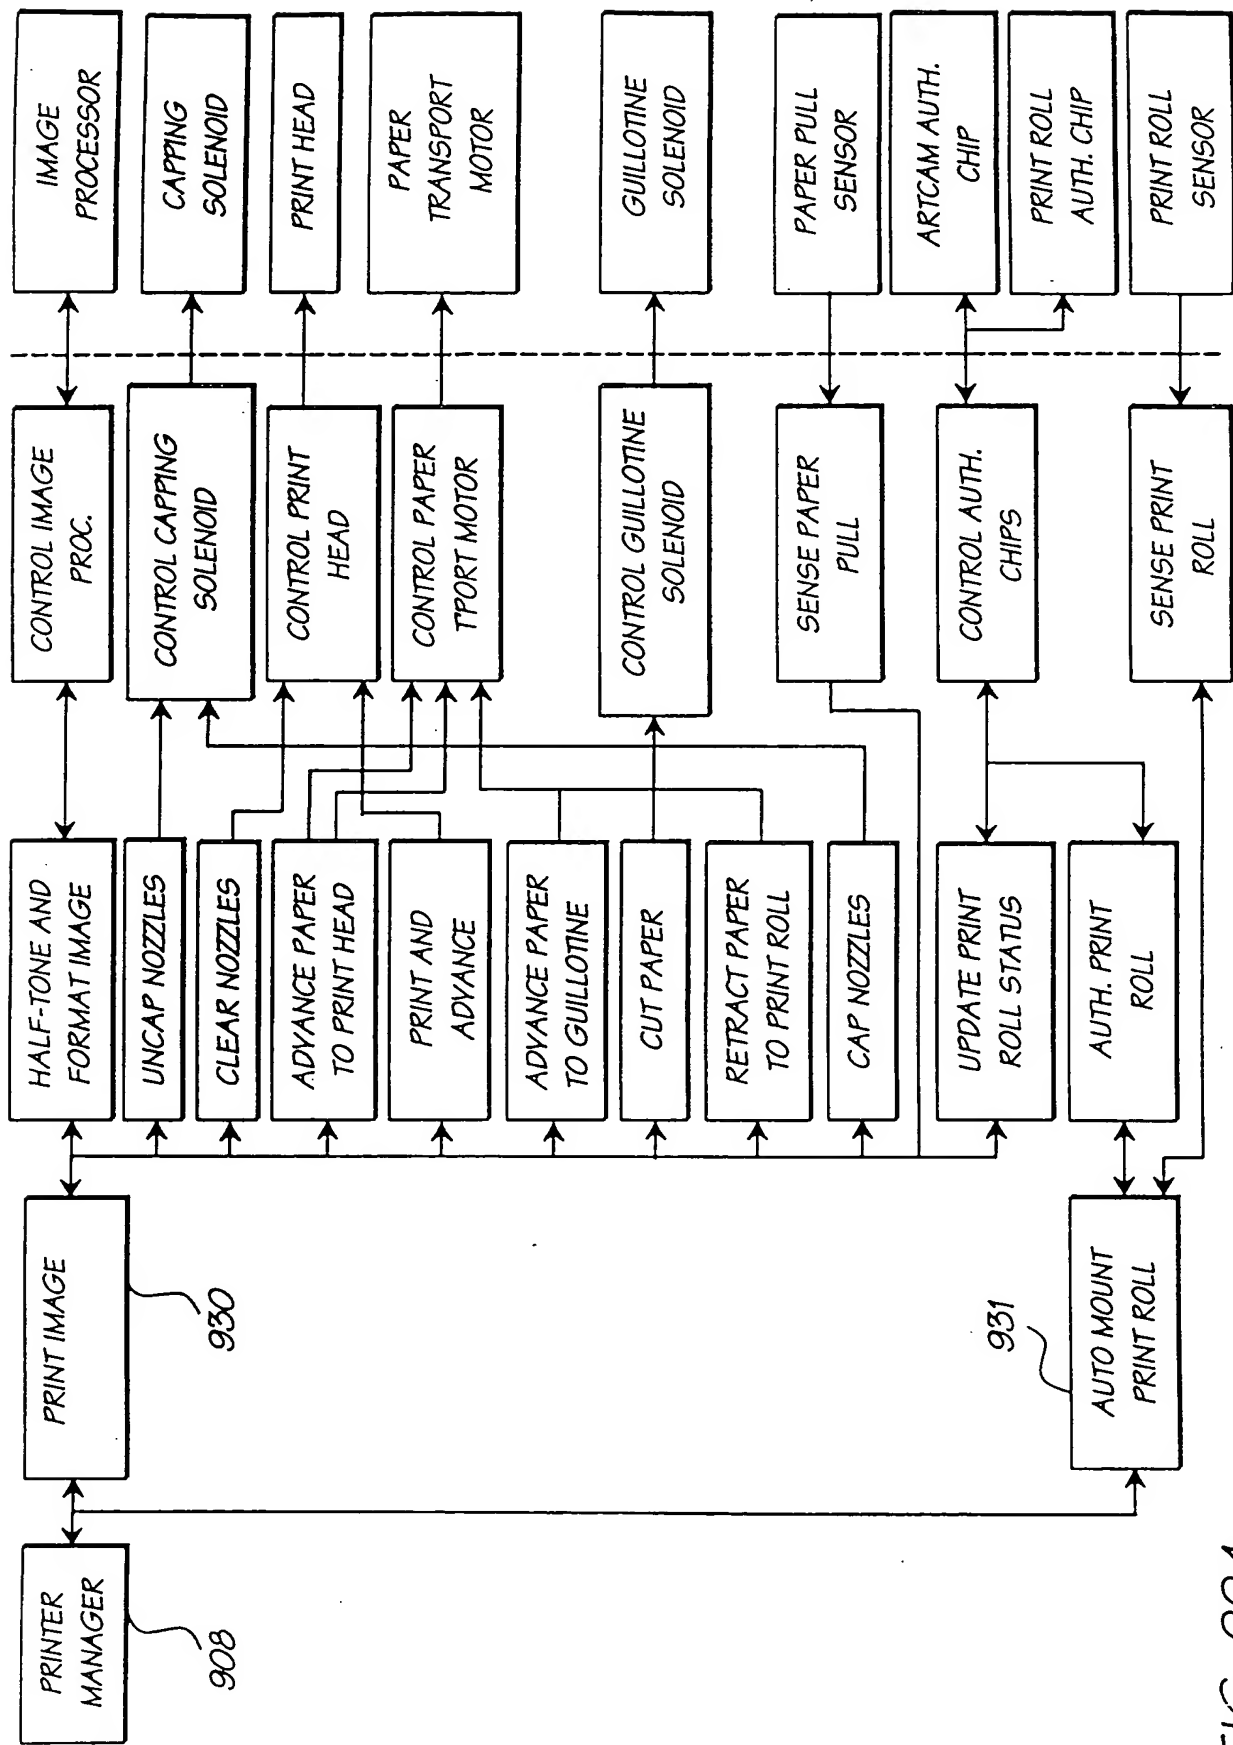 PRINTER
MANAGER
908
PRINT IMAGE
930
AUTO MOUNT
PRINT ROLL
931
HALF-TONE AND
FORMAT IMAGE
UNCAP NOZZLES
CLEAR NOZZLES
ADVANCE PAPER
TO PRINT HEAD
PRINT AND
ADVANCE
ADVANCE PAPER
TO GUILLOTINE
CUT PAPER
RETRACT PAPER
TO PRINT ROLL
CAP NOZZLES
UPDATE PRINT
ROLL STATUS
AUTH. PRINT
ROLL
CONTROL IMAGE
PROC.
CONTROL CAPPING
SOLENOID
CONTROL PRINT
HEAD
CONTROL PAPER
TPORT MOTOR
CONTROL GUILLOTINE
SOLENOID
SENSE PAPER
PULL
CONTROL AUTH.
CHIPS
SENSE PRINT
ROLL
IMAGE
PROCESSOR
CAPPING
SOLENOID
PRINT HEAD
PAPER
TRANSPORT
MOTOR
GUILLOTINE
SOLENOID
PAPER PULL
SENSOR
ARTCAM AUTH.
CHIP
PRINT ROLL
AUTH. CHIP
PRINT ROLL
SENSOR
FIG.